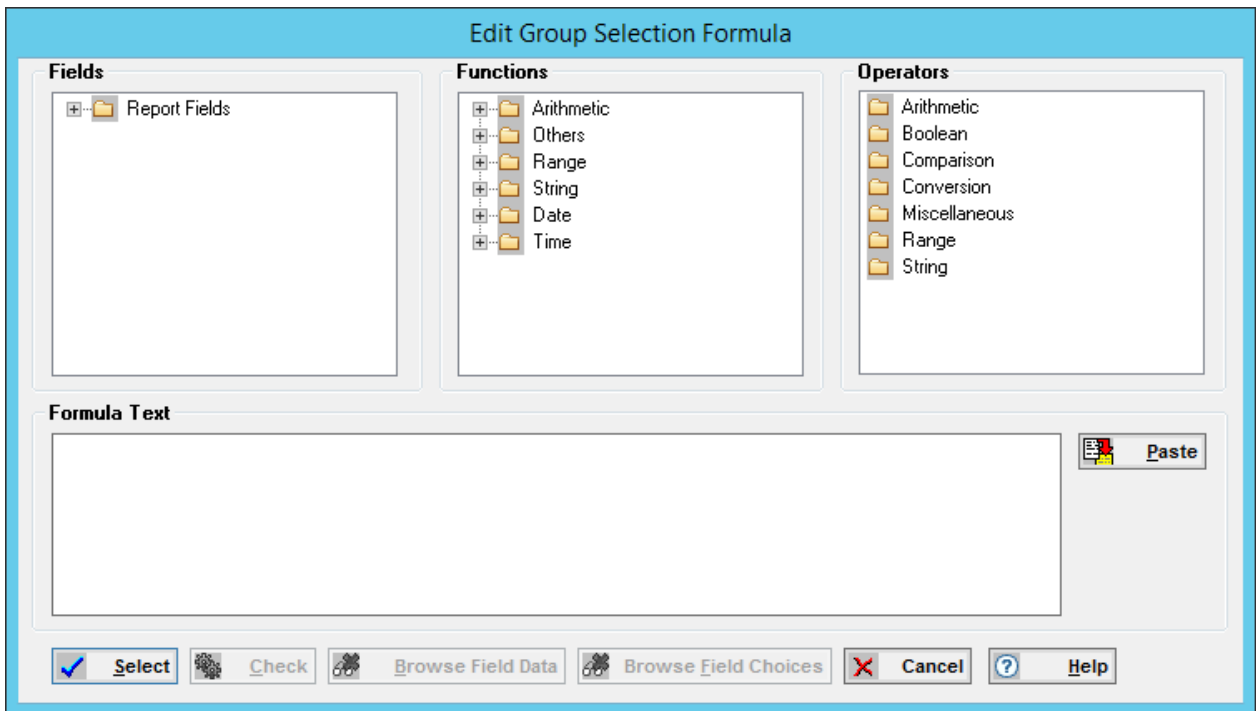 Edit Group Selection Formula
Fields
Report Fields
Functions
Arithmetic
Others
Range
String
Date
Time
Operators
Arithmetic
Boolean
Comparison
Conversion
Miscellaneous
Range
String
Formula Text
Paste
Select
Check
Browse Field Data
Browse Field Choices
Cancel
Help